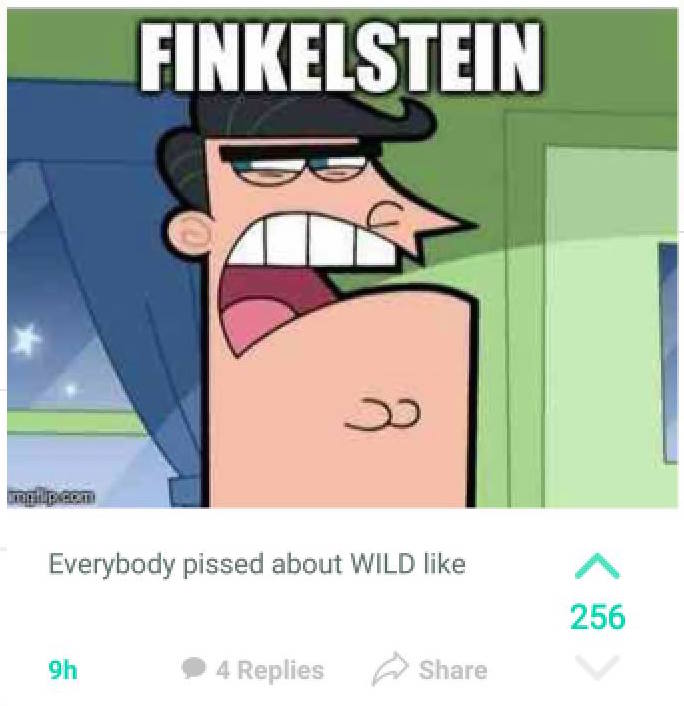 FINKELSTEIN
imgflip.com
Everybody pissed about WILD like
256
9h
4 Replies
Share